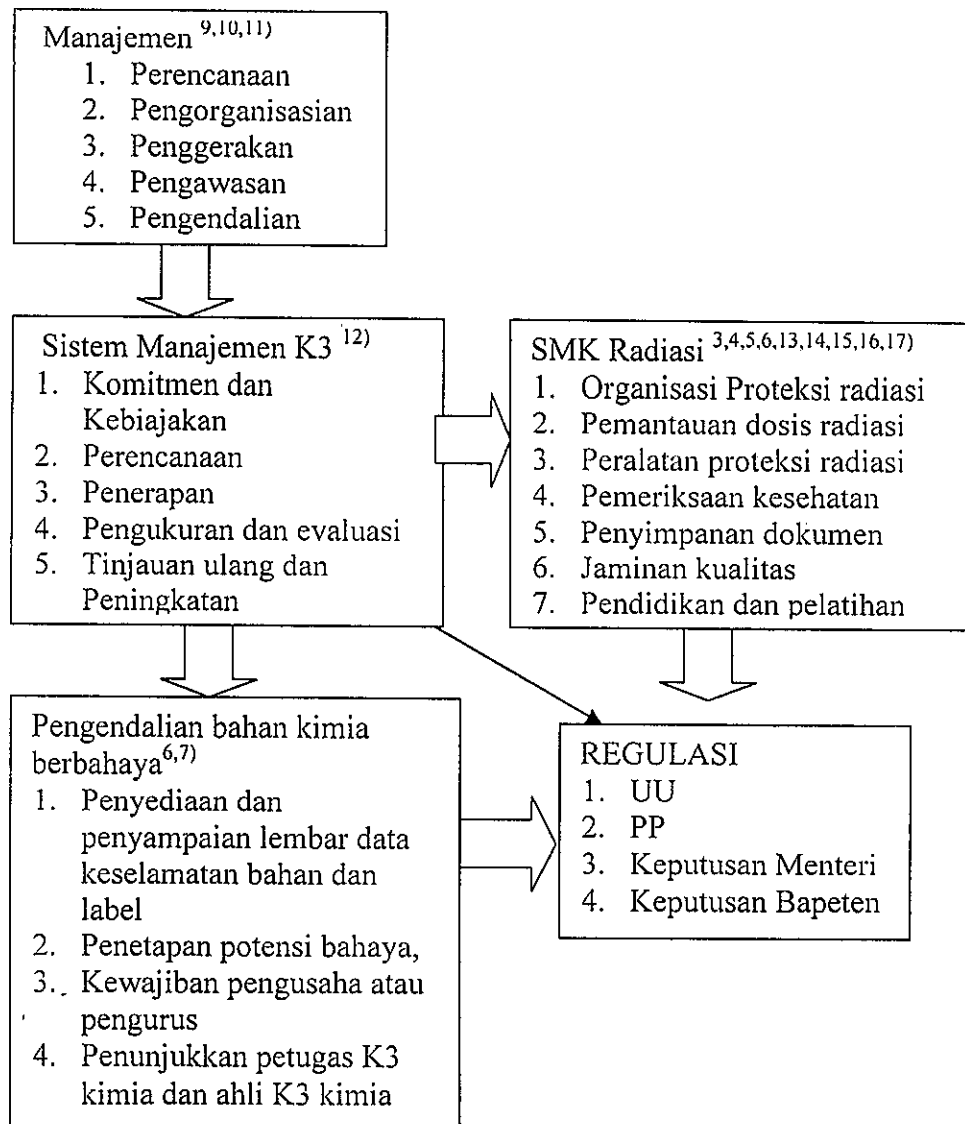 Manajemen 9,10,11)
1. Perencanaan
2. Pengorganisasian
3. Penggerakan
4. Pengawasan
5. Pengendalian
Sistem Manajemen K3 12)
1. Komitmen dan
Kebiajakan
2. Perencanaan
3. Penerapan
4. Pengukuran dan evaluasi
5. Tinjauan ulang dan
Peningkatan
SMK Radiasi 3,4,5,6,13,14,15,16,17)
1. Organisasi Proteksi radiasi
2. Pemantauan dosis radiasi
3. Peralatan proteksi radiasi
4. Pemeriksaan kesehatan
5. Penyimpanan dokumen
6. Jaminan kualitas
7. Pendidikan dan pelatihan
Pengendalian bahan kimia
berbahaya6,7)
1. Penyediaan dan
penyampaian lembar data
keselamatan bahan dan
label
2. Penetapan potensi bahaya,
3. Kewajiban pengusaha atau
pengurus
4. Penunjukkan petugas K3
kimia dan ahli K3 kimia
REGULASI
1. UU
2. PP
3. Keputusan Menteri
4. Keputusan Bapeten